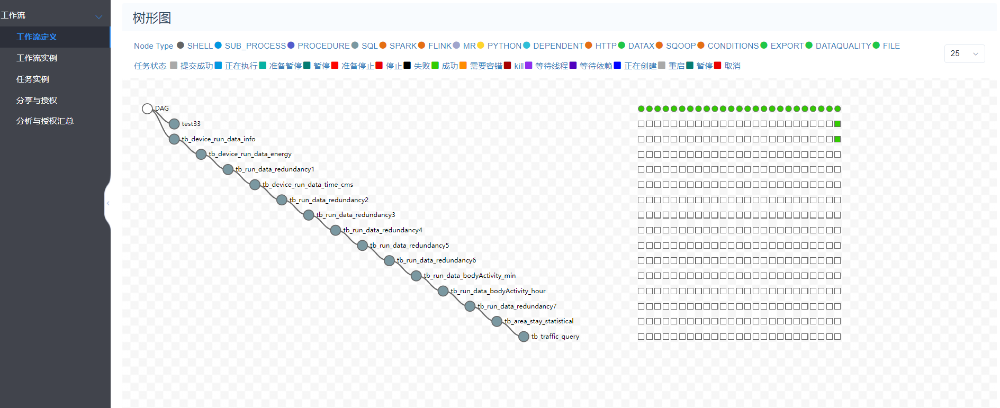 工作流
工作流定义
工作流实例
任务实例
分享与授权
分析与授权汇总
树形图
Node Type SHELL SUB_PROCESS PROCEDURE SQL SPARK FLINK MR PYTHON DEPENDENT HTTP DATAX SQOOP CONDITIONS EXPORT DATAQUALITY FILE
25
任务状态 提交成功 正在执行 准备暂停 暂停 准备停止 停止 失败 成功 需要容错 kill 等待线程 等待依赖 正在创建 重启 暂停 取消
DAG
test33
tb_device_run_data_info
tb_device_run_data_energy
tb_run_data_redundancy1
tb_device_run_data_time_cms
tb_run_data_redundancy2
tb_run_data_redundancy3
tb_run_data_redundancy4
tb_run_data_redundancy5
tb_run_data_redundancy6
tb_run_data_bodyActivity_min
tb_run_data_bodyActivity_hour
tb_run_data_redundancy7
tb_area_stay_statistical
tb_traffic_query